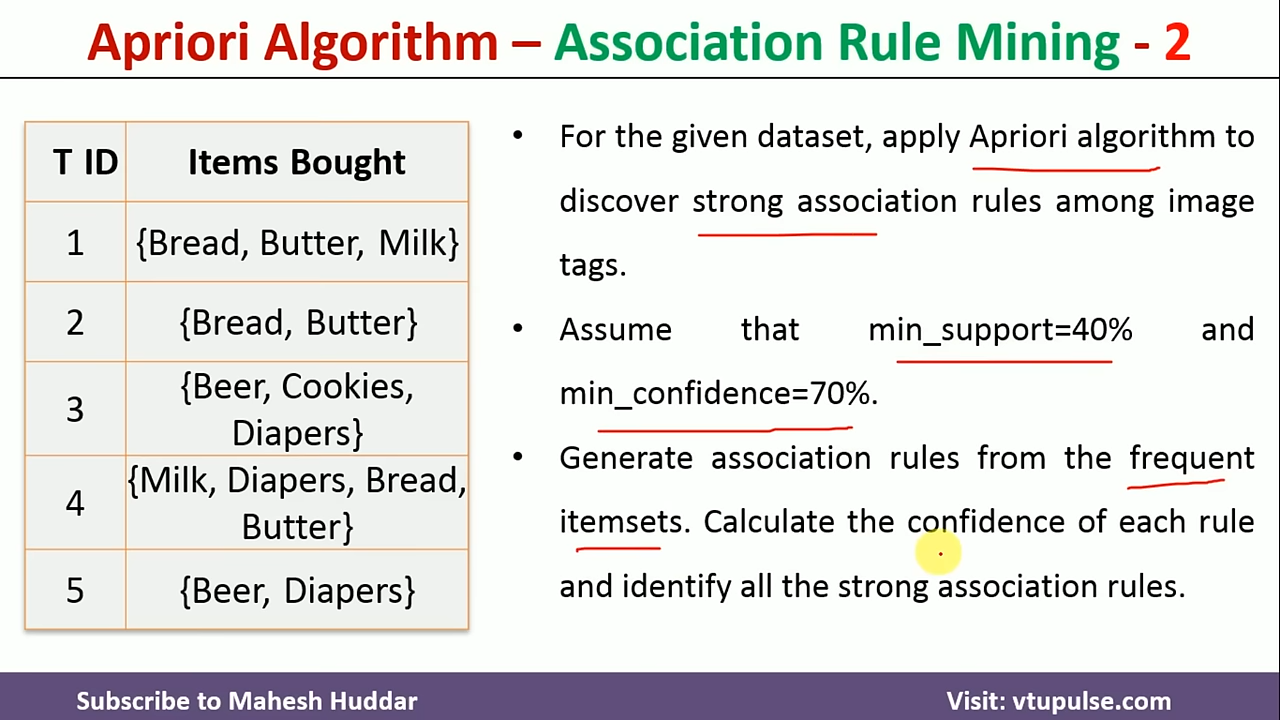 Apriori Algorithm – Association Rule Mining - 2
T ID Items Bought
1 {Bread, Butter, Milk}
2 {Bread, Butter}
3 {Beer, Cookies,
Diapers}
4 {Milk, Diapers, Bread,
Butter}
5 {Beer, Diapers}
• For the given dataset, apply Apriori algorithm to
discover strong association rules among image
tags.
• Assume that min_support=40% and
min_confidence=70%.
• Generate association rules from the frequent
itemsets. Calculate the confidence of each rule
and identify all the strong association rules.
Subscribe to Mahesh Huddar
Visit: vtupulse.com